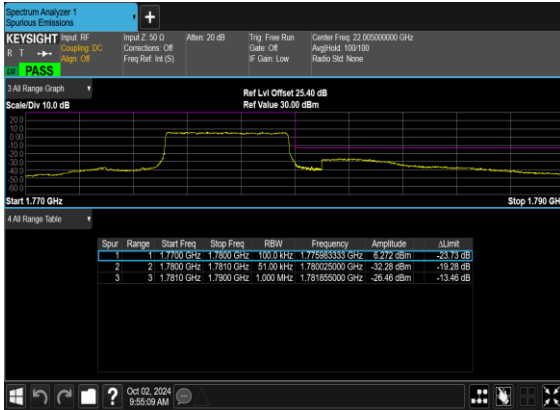 Spectrum Analyzer 1
Spurious Emissions
KEYSIGHT Input: RF Input Z: 50 Ω Atten: 20 dB Trig: Free Run Center Freq: 22.005000000 GHz
R T Coupling: DC Corrections: Off Gate: Off Avg|Hold: 100/100
Align: Off Freq Ref: Int (S) IF Gain: Low Radio Std: None
PASS
3 All Range Graph
Ref Lvl Offset 25.40 dB
Scale/Div 10.0 dB Ref Value 30.00 dBm
20.0
10.0
0.00
-10.0
-20.0
-30.0
-40.0
-50.0
-60.0
Start 1.770 GHz Stop 1.790 GH
4 All Range Table
Spur Range Start Freq Stop Freq RBW Frequency Amplitude ΔLimit
1 1 1.7700 GHz 1.7800 GHz 100.0 kHz 1.775983333 GHz 6.272 dBm -23.73 dB
2 2 1.7800 GHz 1.7810 GHz 51.00 kHz 1.780025000 GHz -32.28 dBm -19.28 dB
3 3 1.7810 GHz 1.7900 GHz 1.000 MHz 1.781855000 GHz -26.46 dBm -13.46 dB
? Oct 02, 2024
9:55:09 AM